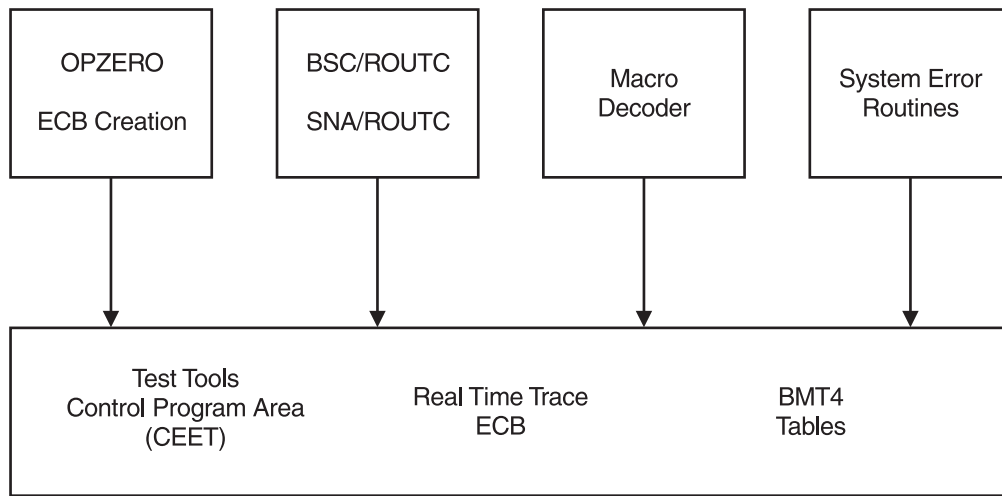 OPZERO
ECB Creation
BSC/ROUTC
SNA/ROUTC
Macro
Decoder
System Error
Routines
Test Tools
Control Program Area
(CEET)
Real Time Trace
ECB
BMT4
Tables